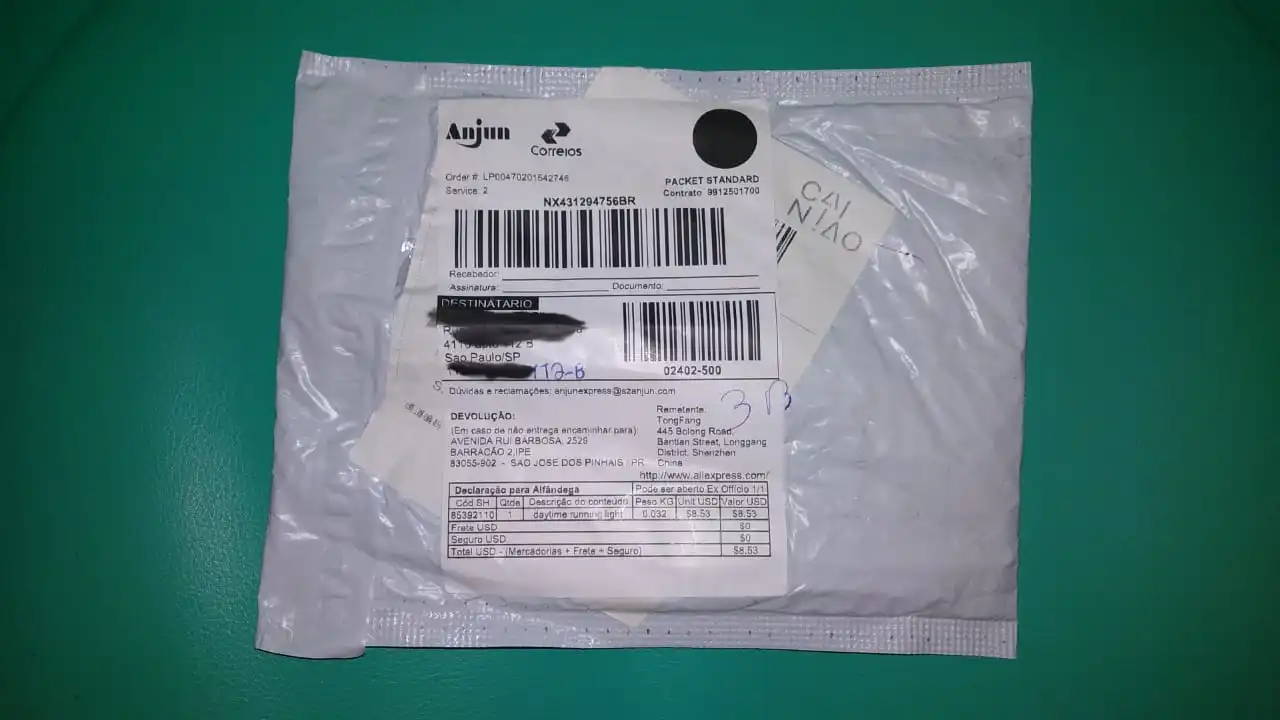 Anjun
Correios
CAI
NIAO
Order #: LP00470201542746
Service: 2
PACKET STANDARD
Contrato 9912501700
NX431294756BR
Recebedor:
Assinatura: Documento:
DESTINATÁRIO
112 B
Sao Paulo/SP
112-B
02402-500
Dúvidas e reclamações: anjunexpress@szanjun.com
3 B
DEVOLUÇÃO:
(Em caso de não entrega encaminhar para):
AVENIDA RUI BARBOSA, 2529
BARRACÃO 2,IPE
83055-902 - SAO JOSE DOS PINHAIS / PR
Remetente:
TongFang
445 Bolong Road,
Bantian Street, Longgang
District, Shenzhen
China
http://www.aliexpress.com/
Declaração para Alfândega Pode ser aberto Ex Officio 1/1
Cód SH Qtde Descrição do conteúdo Peso KG Unit USD Valor USD
85392110 1 daytime running light 0.032 $8.53 $8.53
Frete USD $0
Seguro USD $0
Total USD - (Mercadorias + Frete + Seguro) $8.53